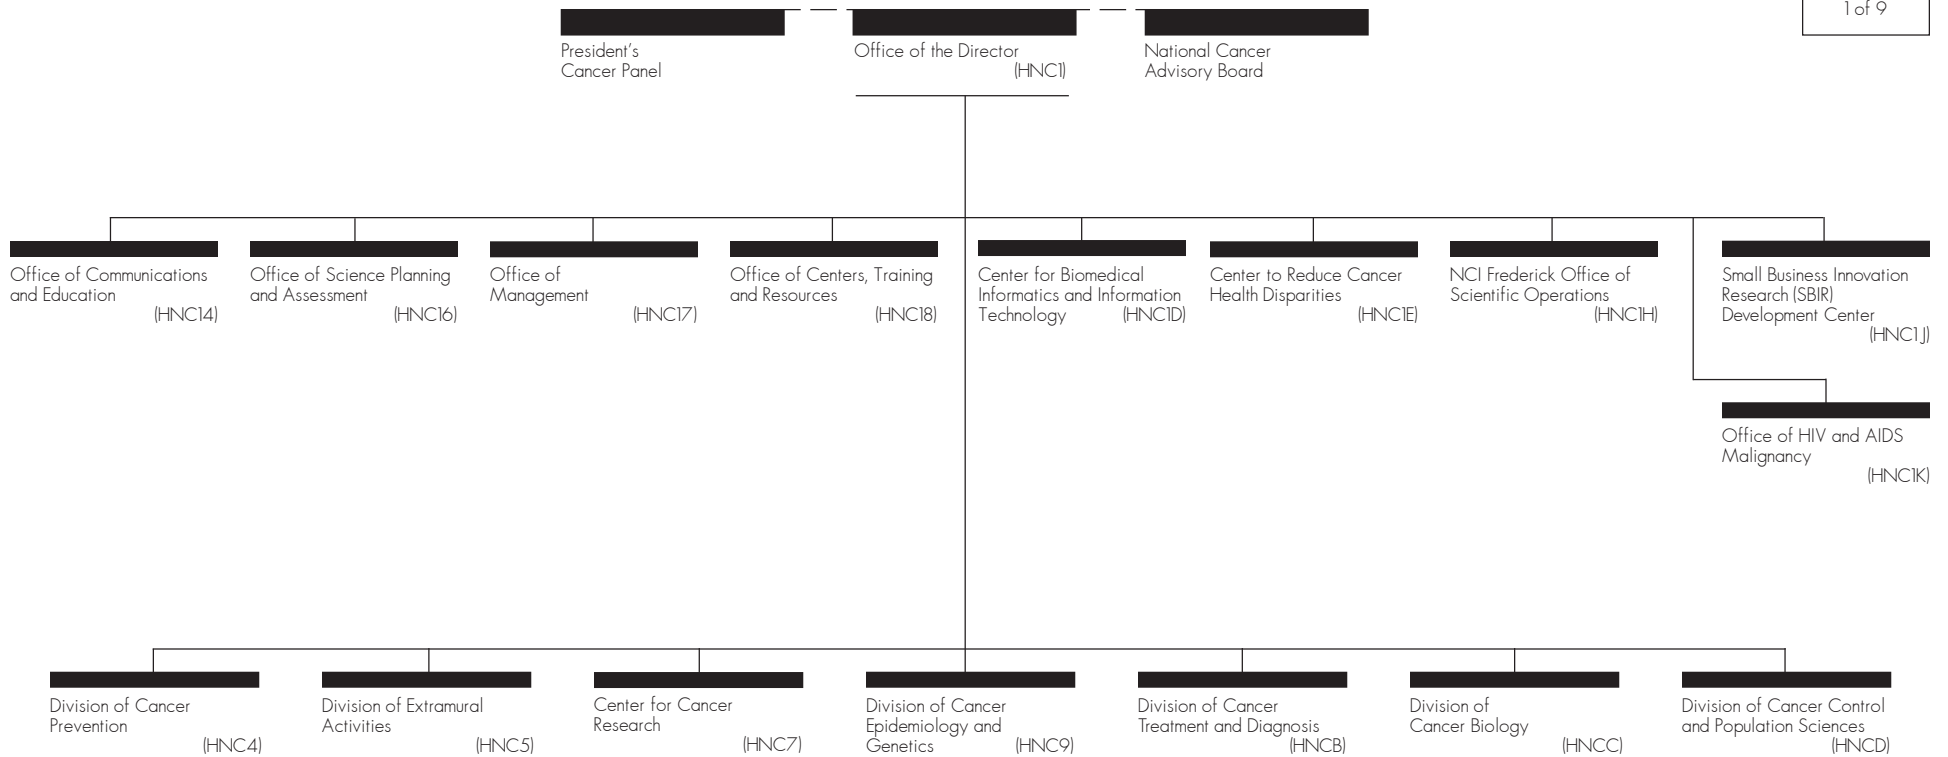 1 of 9
President's
Cancer Panel
Office of the Director
(HNC1)
National Cancer
Advisory Board
Office of Communications
and Education
(HNC14)
Office of Science Planning
and Assessment
(HNC16)
Office of
Management
(HNC17)
Office of Centers, Training
and Resources
(HNC18)
Center for Biomedical
Informatics and Information
Technology (HNC1D)
Center to Reduce Cancer
Health Disparities
(HNC1E)
NCI Frederick Office of
Scientific Operations
(HNC1H)
Small Business Innovation
Research (SBIR)
Development Center
(HNC1J)
Office of HIV and AIDS
Malignancy
(HNC1K)
Division of Cancer
Prevention
(HNC4)
Division of Extramural
Activities
(HNC5)
Center for Cancer
Research
(HNC7)
Division of Cancer
Epidemiology and
Genetics (HNC9)
Division of Cancer
Treatment and Diagnosis
(HNCB)
Division of
Cancer Biology
(HNCC)
Division of Cancer Control
and Population Sciences
(HNCD)